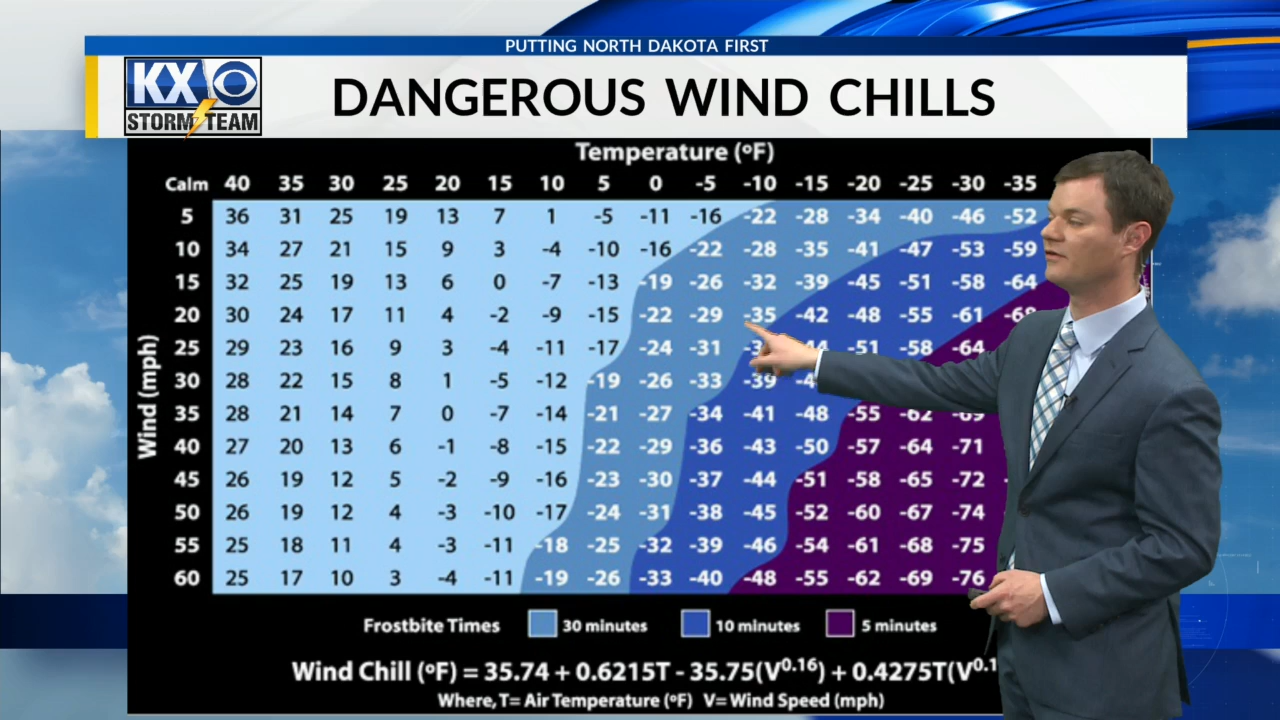 PUTTING NORTH DAKOTA FIRST
KX
STORM TEAM
DANGEROUS WIND CHILLS
Temperature (ºF)
Calm 40 35 30 25 20 15 10 5 0 -5 -10 -15 -20 -25 -30 -35
Wind (mph)
5 36 31 25 19 13 7 1 -5 -11 -16 -22 -28 -34 -40 -46 -52
10 34 27 21 15 9 3 -4 -10 -16 -22 -28 -35 -41 -47 -53 -59
15 32 25 19 13 6 0 -7 -13 -19 -26 -32 -39 -45 -51 -58 -64
20 30 24 17 11 4 -2 -9 -15 -22 -29 -35 -42 -48 -55 -61
25 29 23 16 9 3 -4 -11 -17 -24 -31 -51 -58 -64
30 28 22 15 8 1 -5 -12 -19 -26 -33 -39
35 28 21 14 7 0 -7 -14 -21 -27 -34 -41 -48 -55 -62 -69
40 27 20 13 6 -1 -8 -15 -22 -29 -36 -43 -50 -57 -64 -71
45 26 19 12 5 -2 -9 -16 -23 -30 -37 -44 -51 -58 -65 -72
50 26 19 12 4 -3 -10 -17 -24 -31 -38 -45 -52 -60 -67 -74
55 25 18 11 4 -3 -11 -18 -25 -32 -39 -46 -54 -61 -68 -75
60 25 17 10 3 -4 -11 -19 -26 -33 -40 -48 -55 -62 -69 -76
Frostbite Times 30 minutes 10 minutes 5 minutes
Wind Chill (ºF) = 35.74 + 0.6215T - 35.75(V0.16) + 0.4275T(V0.1
Where, T= Air Temperature (ºF) V= Wind Speed (mph)